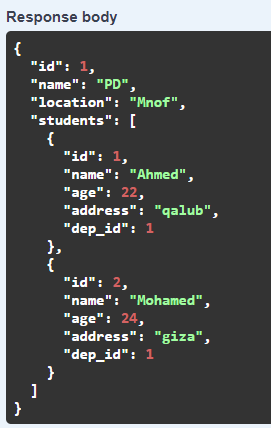 Response body
{
  "id": 1,
  "name": "PD",
  "location": "Mnof",
  "students": [
    {
      "id": 1,
      "name": "Ahmed",
      "age": 22,
      "address": "qalub",
      "dep_id": 1
    },
    {
      "id": 2,
      "name": "Mohamed",
      "age": 24,
      "address": "giza",
      "dep_id": 1
    }
  ]
}